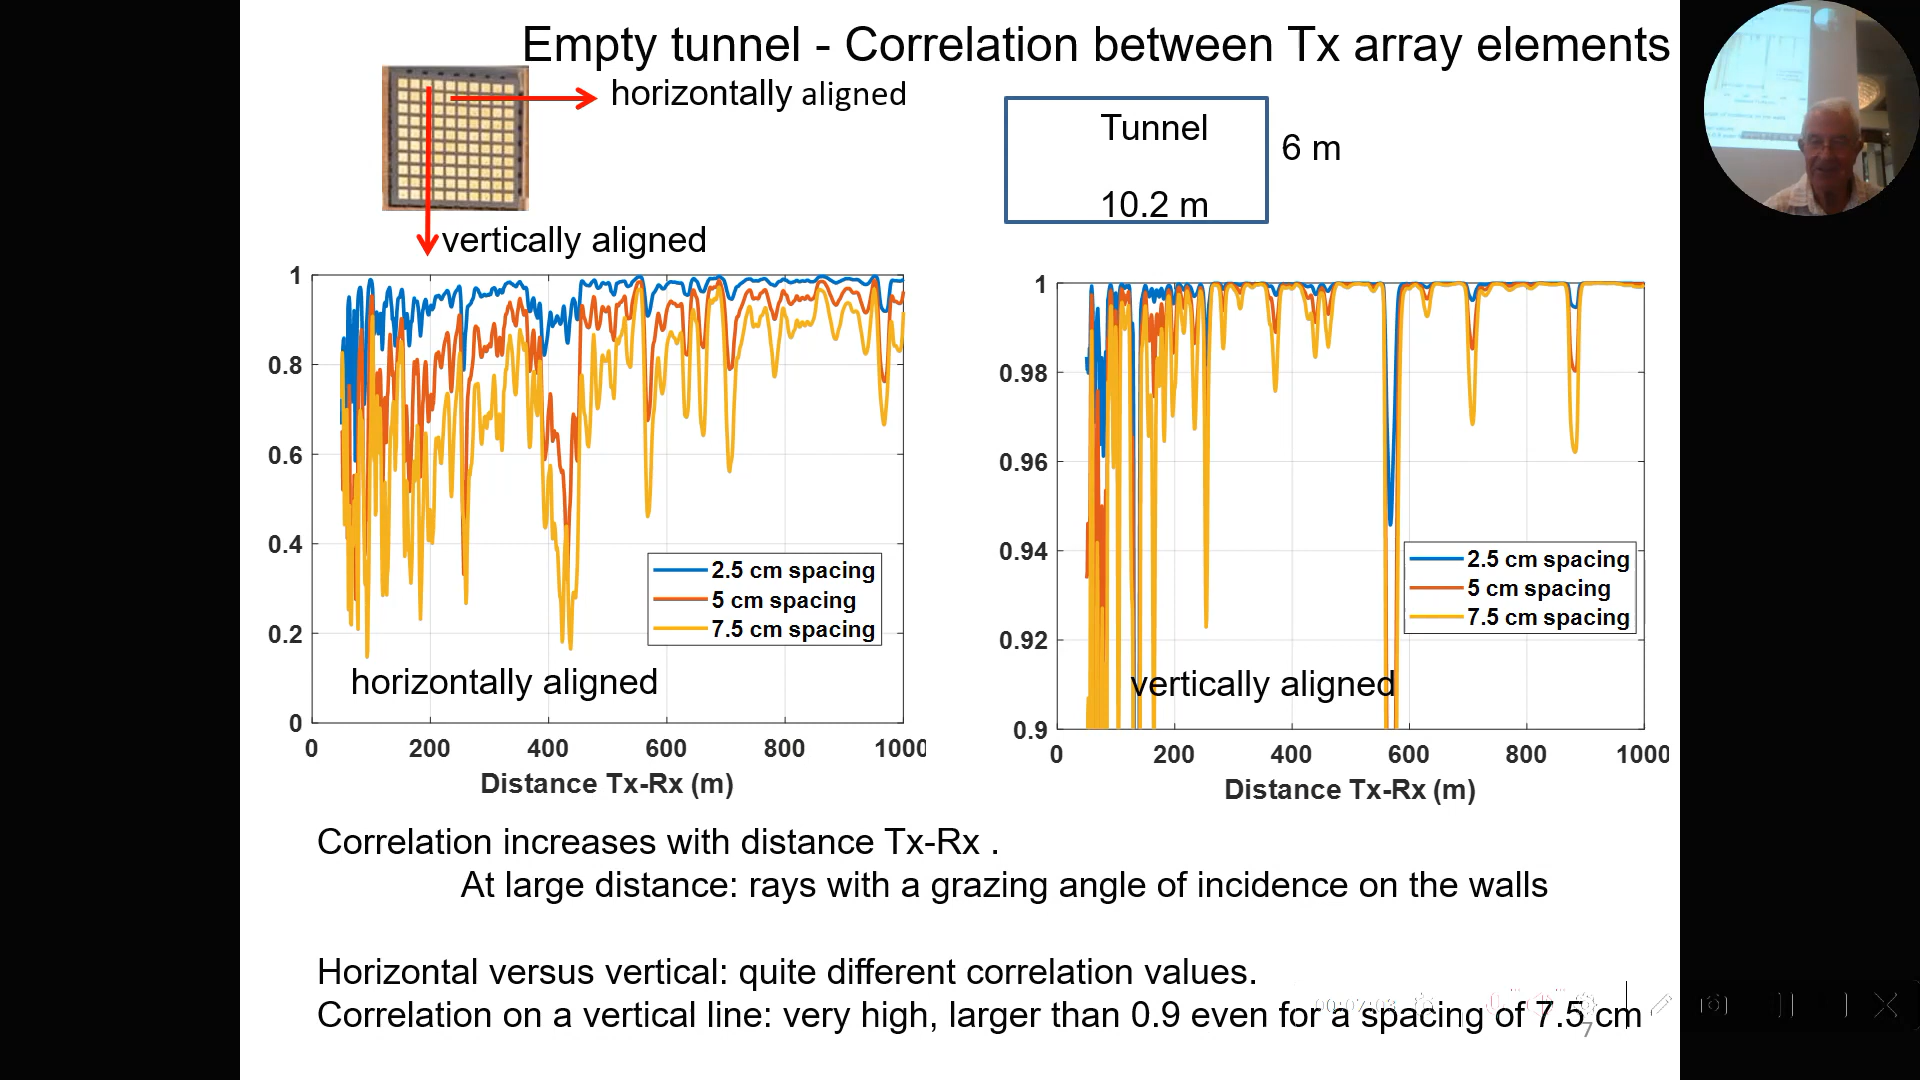 Empty tunnel - Correlation between Tx array elements
horizontally aligned
Tunnel
6 m
10.2 m
vertically aligned
1
0.8
0.6
0.4
0.2
0
2.5 cm spacing
5 cm spacing
7.5 cm spacing
horizontally aligned
0 200 400 600 800 1000
Distance Tx-Rx (m)
1
0.98
0.96
0.94
0.92
0.9
2.5 cm spacing
5 cm spacing
7.5 cm spacing
vertically aligned
0 200 400 600 800 1000
Distance Tx-Rx (m)
Correlation increases with distance Tx-Rx .
At large distance: rays with a grazing angle of incidence on the walls
Horizontal versus vertical: quite different correlation values.
Correlation on a vertical line: very high, larger than 0.9 even for a spacing of 7.5 cm
7